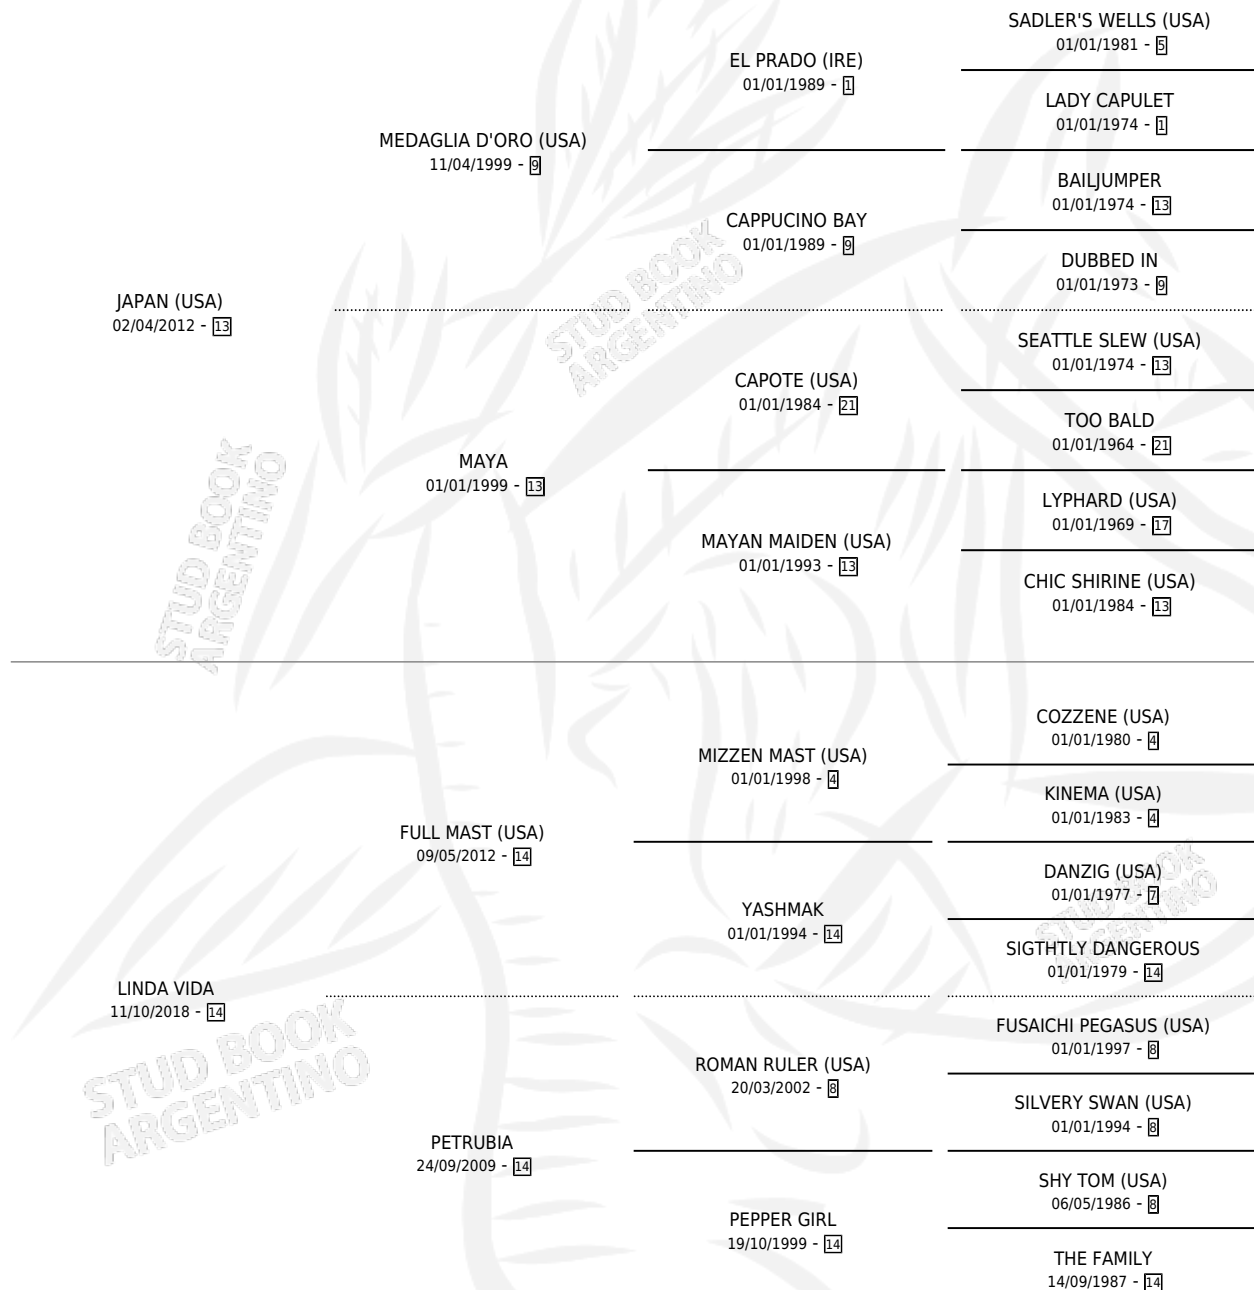 SADLER'S WELLS (USA)
01/01/1981 - 5
EL PRADO (IRE)
01/01/1989 - 1
LADY CAPULET
01/01/1974 - 1
MEDAGLIA D'ORO (USA)
11/04/1999 - 9
BAILJUMPER
01/01/1974 - 13
CAPPUCINO BAY
01/01/1989 - 9
DUBBED IN
01/01/1973 - 9
JAPAN (USA)
02/04/2012 - 13
SEATTLE SLEW (USA)
01/01/1974 - 13
CAPOTE (USA)
01/01/1984 - 21
TOO BALD
01/01/1964 - 21
MAYA
01/01/1999 - 13
LYPHARD (USA)
01/01/1969 - 17
MAYAN MAIDEN (USA)
01/01/1993 - 13
CHIC SHIRINE (USA)
01/01/1984 - 13
COZZENE (USA)
01/01/1980 - 4
MIZZEN MAST (USA)
01/01/1998 - 4
KINEMA (USA)
01/01/1983 - 4
FULL MAST (USA)
09/05/2012 - 14
DANZIG (USA)
01/01/1977 - 7
YASHMAK
01/01/1994 - 14
SIGTHTLY DANGEROUS
01/01/1979 - 14
LINDA VIDA
11/10/2018 - 14
FUSAICHI PEGASUS (USA)
01/01/1997 - 8
ROMAN RULER (USA)
20/03/2002 - 8
SILVERY SWAN (USA)
01/01/1994 - 8
PETRUBIA
24/09/2009 - 14
SHY TOM (USA)
06/05/1986 - 8
PEPPER GIRL
19/10/1999 - 14
THE FAMILY
14/09/1987 - 14
STUD BOOK
ARGENTINO
STUD BOOK
ARGENTINO
STUD BOOK
ARGENTINO
STUD BOOK
ARGENTINO